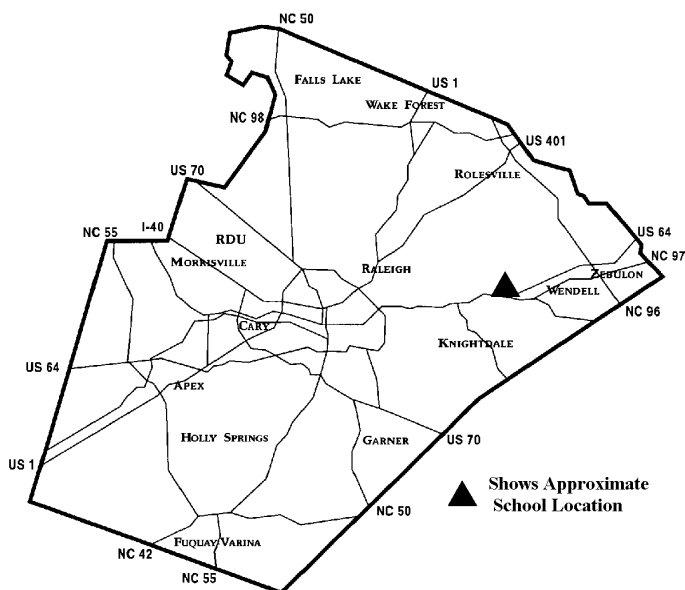 NC 50
FALLS LAKE
US 1
WAKE FOREST
NC 98
US 401
US 70
ROLESVILLE
I-40
NC 55
RDU
US 64
MORRISVILLE
RALEIGH
NC 97
ZEBULON
WENDELL
NC 96
CARY
KNIGHTDALE
US 64
APEX
HOLLY SPRINGS
GARNER
US 70
US 1
Shows Approximate
School Location
NC 50
FUQUAY VARINA
NC 42
NC 55